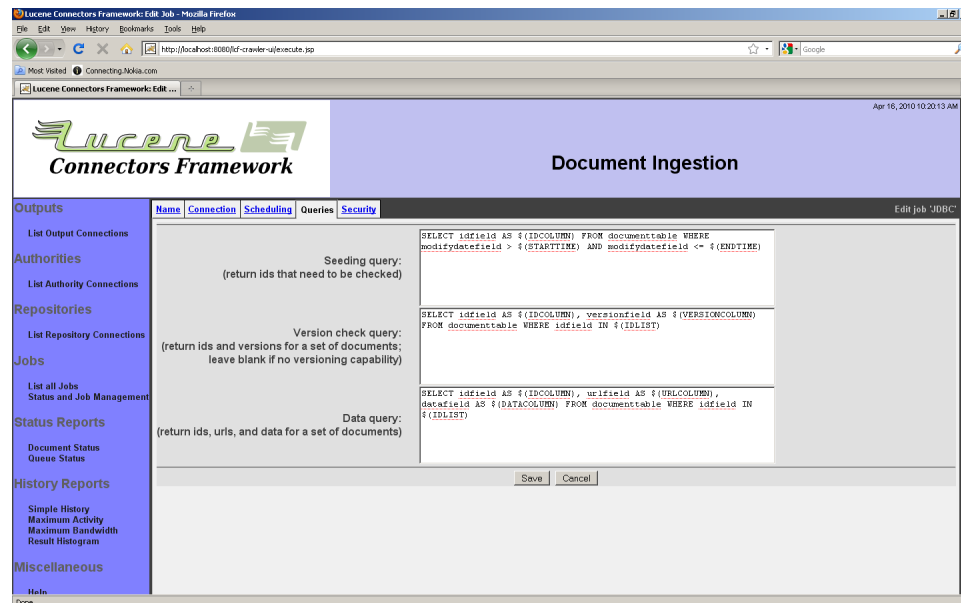 Lucene Connectors Framework: Edit Job - Mozilla Firefox
File Edit View History Bookmarks Tools Help
http://localhost:8080/lcf-crawler-ui/execute.jsp
Google
Most Visited Connecting.Nokia.com
Lucene Connectors Framework: Edit ...
Apr 16, 2010 10:20:13 AM
Lucene
Connectors Framework
Document Ingestion
Outputs
List Output Connections
Authorities
List Authority Connections
Repositories
List Repository Connections
Jobs
List all Jobs
Status and Job Management
Status Reports
Document Status
Queue Status
History Reports
Simple History
Maximum Activity
Maximum Bandwidth
Result Histogram
Miscellaneous
Help
Name Connection Scheduling Queries Security
Edit job 'JDBC'
Seeding query:
(return ids that need to be checked)
SELECT idfield AS $(IDCOLUMN) FROM documenttable WHERE
modifydatefield > $(STARTTIME) AND modifydatefield <= $(ENDTIME)
Version check query:
(return ids and versions for a set of documents;
leave blank if no versioning capability)
SELECT idfield AS $(IDCOLUMN), versionfield AS $(VERSIONCOLUMN)
FROM documenttable WHERE idfield IN $(IDLIST)
Data query:
(return ids, urls, and data for a set of documents)
SELECT idfield AS $(IDCOLUMN), urlfield AS $(URLCOLUMN),
datafield AS $(DATACOLUMN) FROM documenttable WHERE idfield IN
$(IDLIST)
Save Cancel
Done